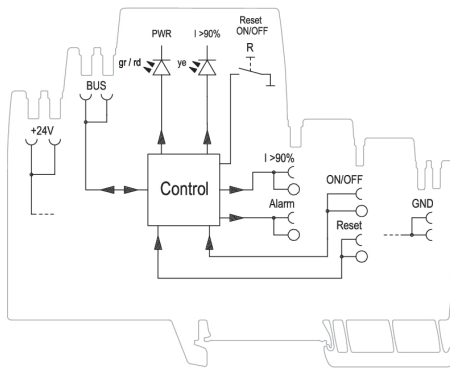 PWR
I >90%
Reset
ON/OFF
R
gr / rd
ye
BUS
+24V
Control
I >90%
Alarm
ON/OFF
Reset
GND